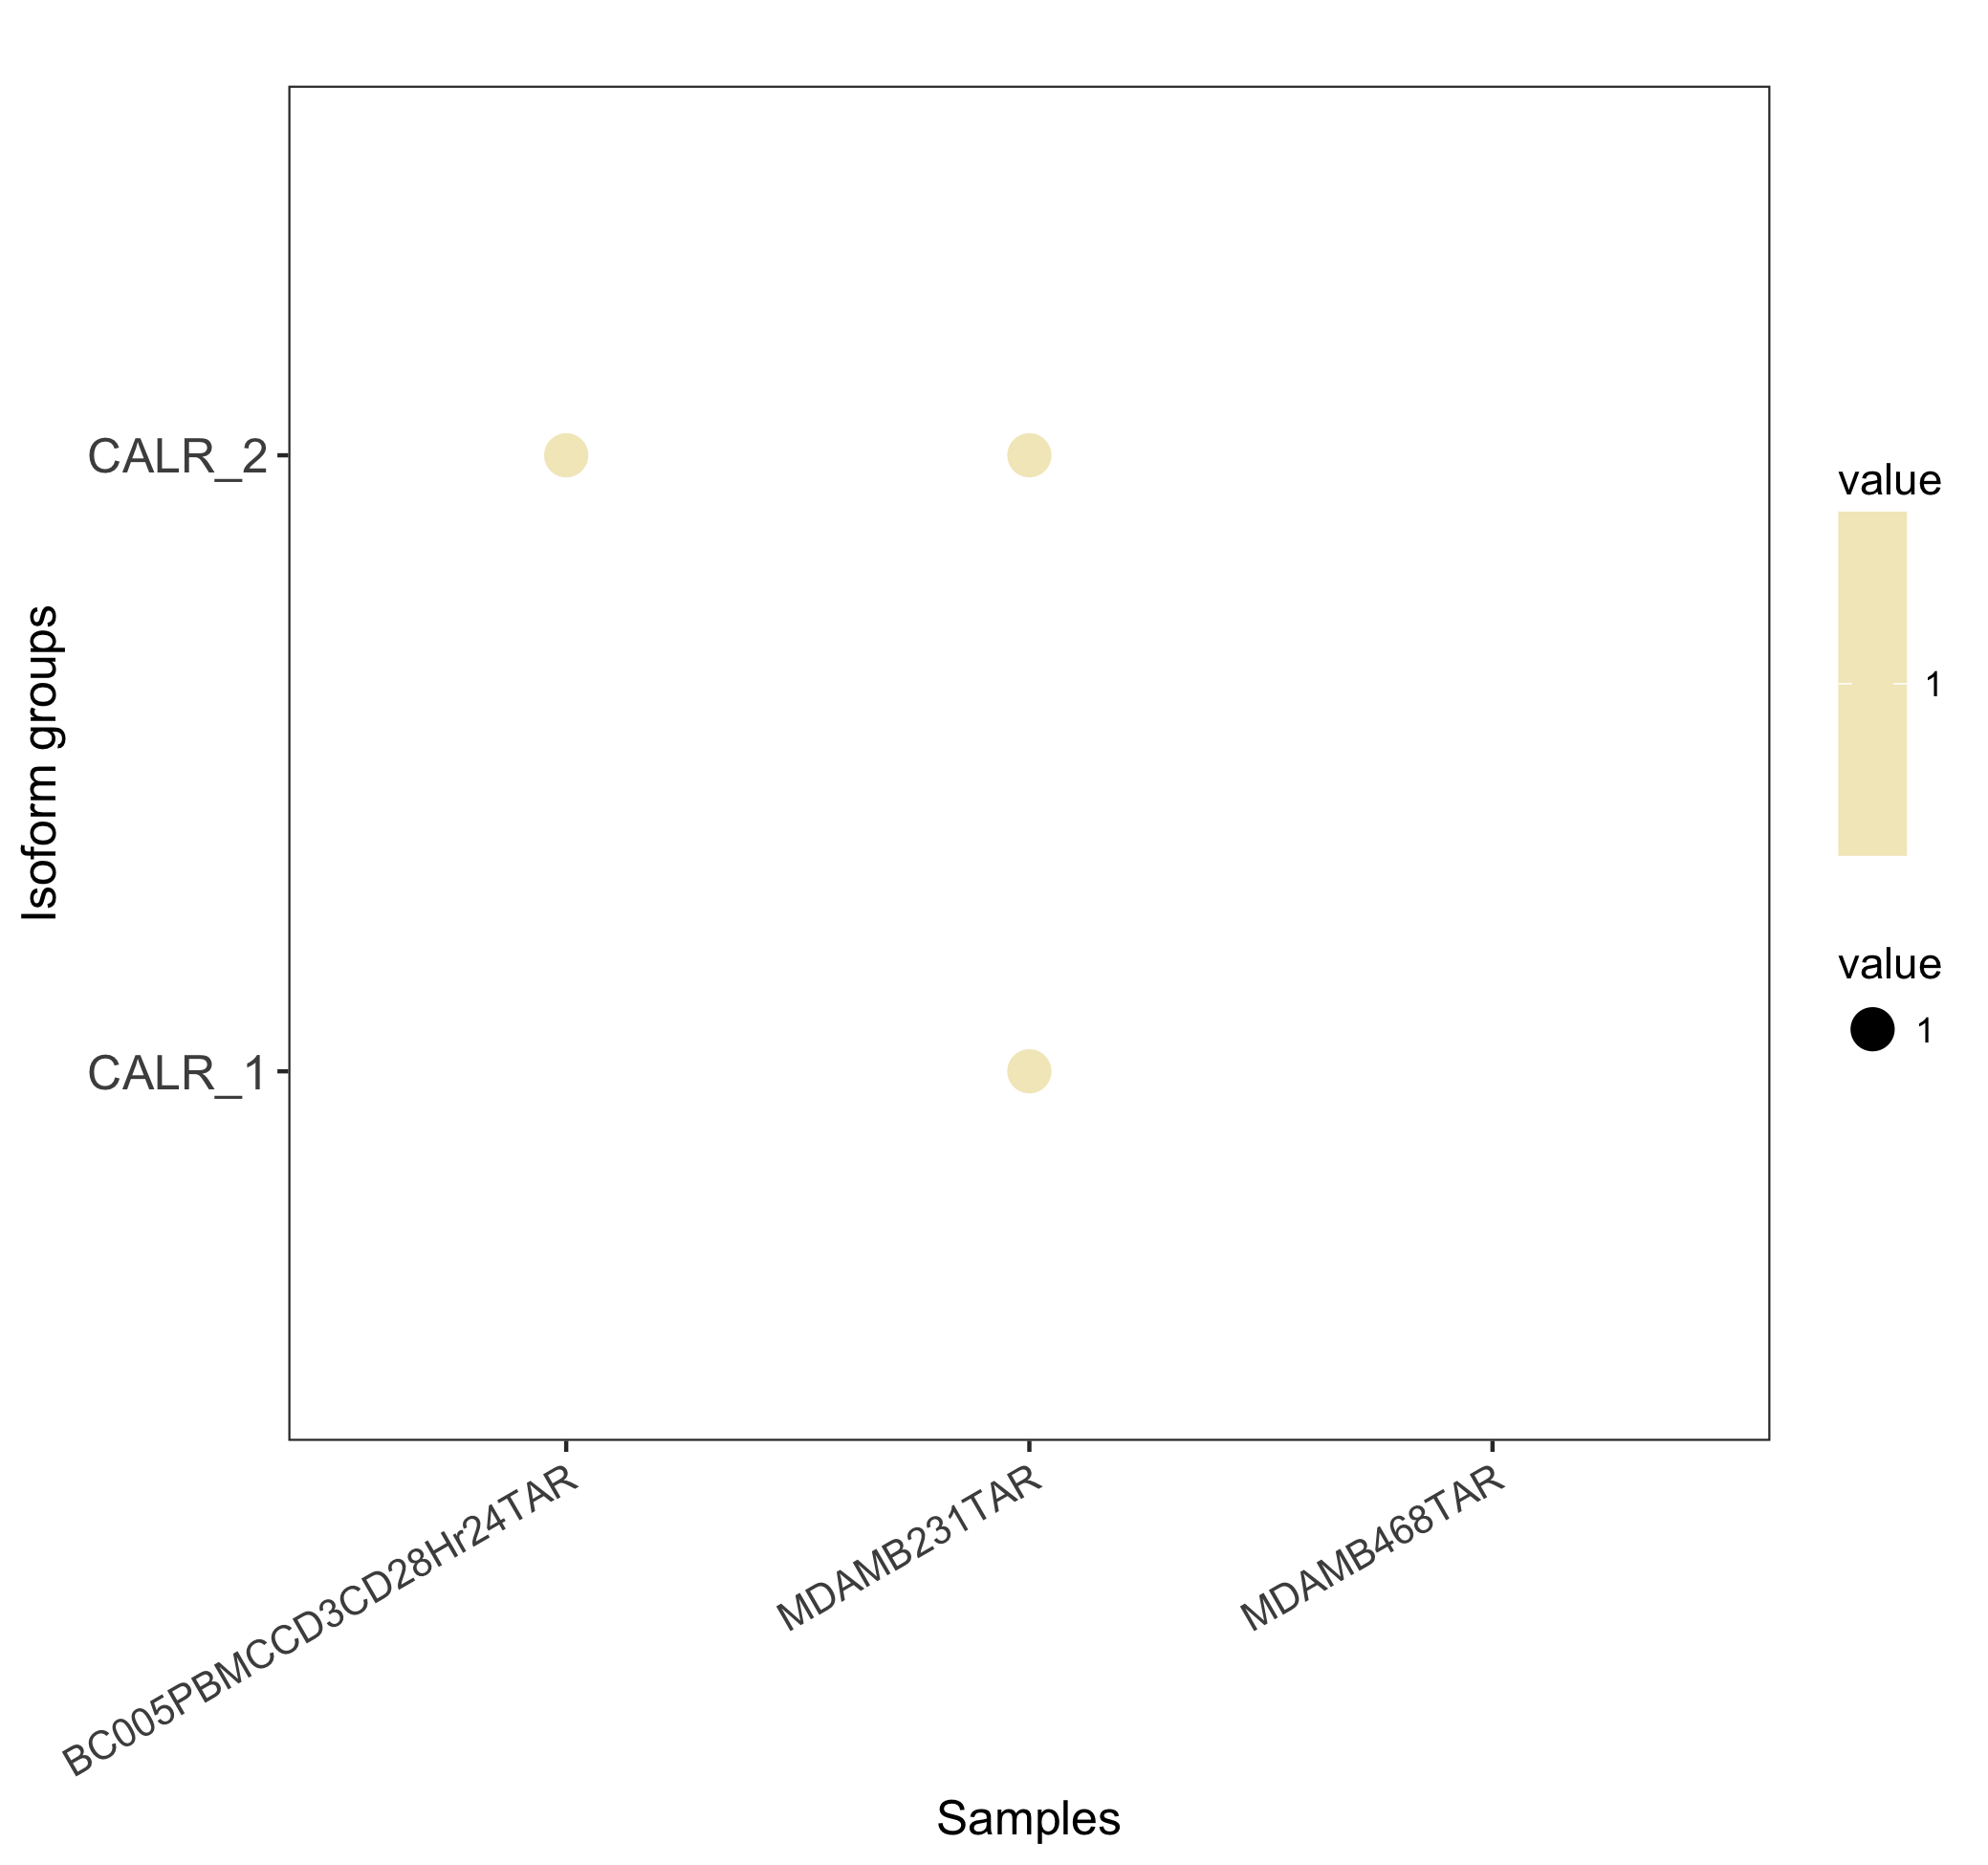 CALR_2
CALR_1
Isoform groups
BC005PBMCCD3CD28Hr24TAR
MDAMB231TAR
MDAMB468TAR
Samples
value
1
value
1